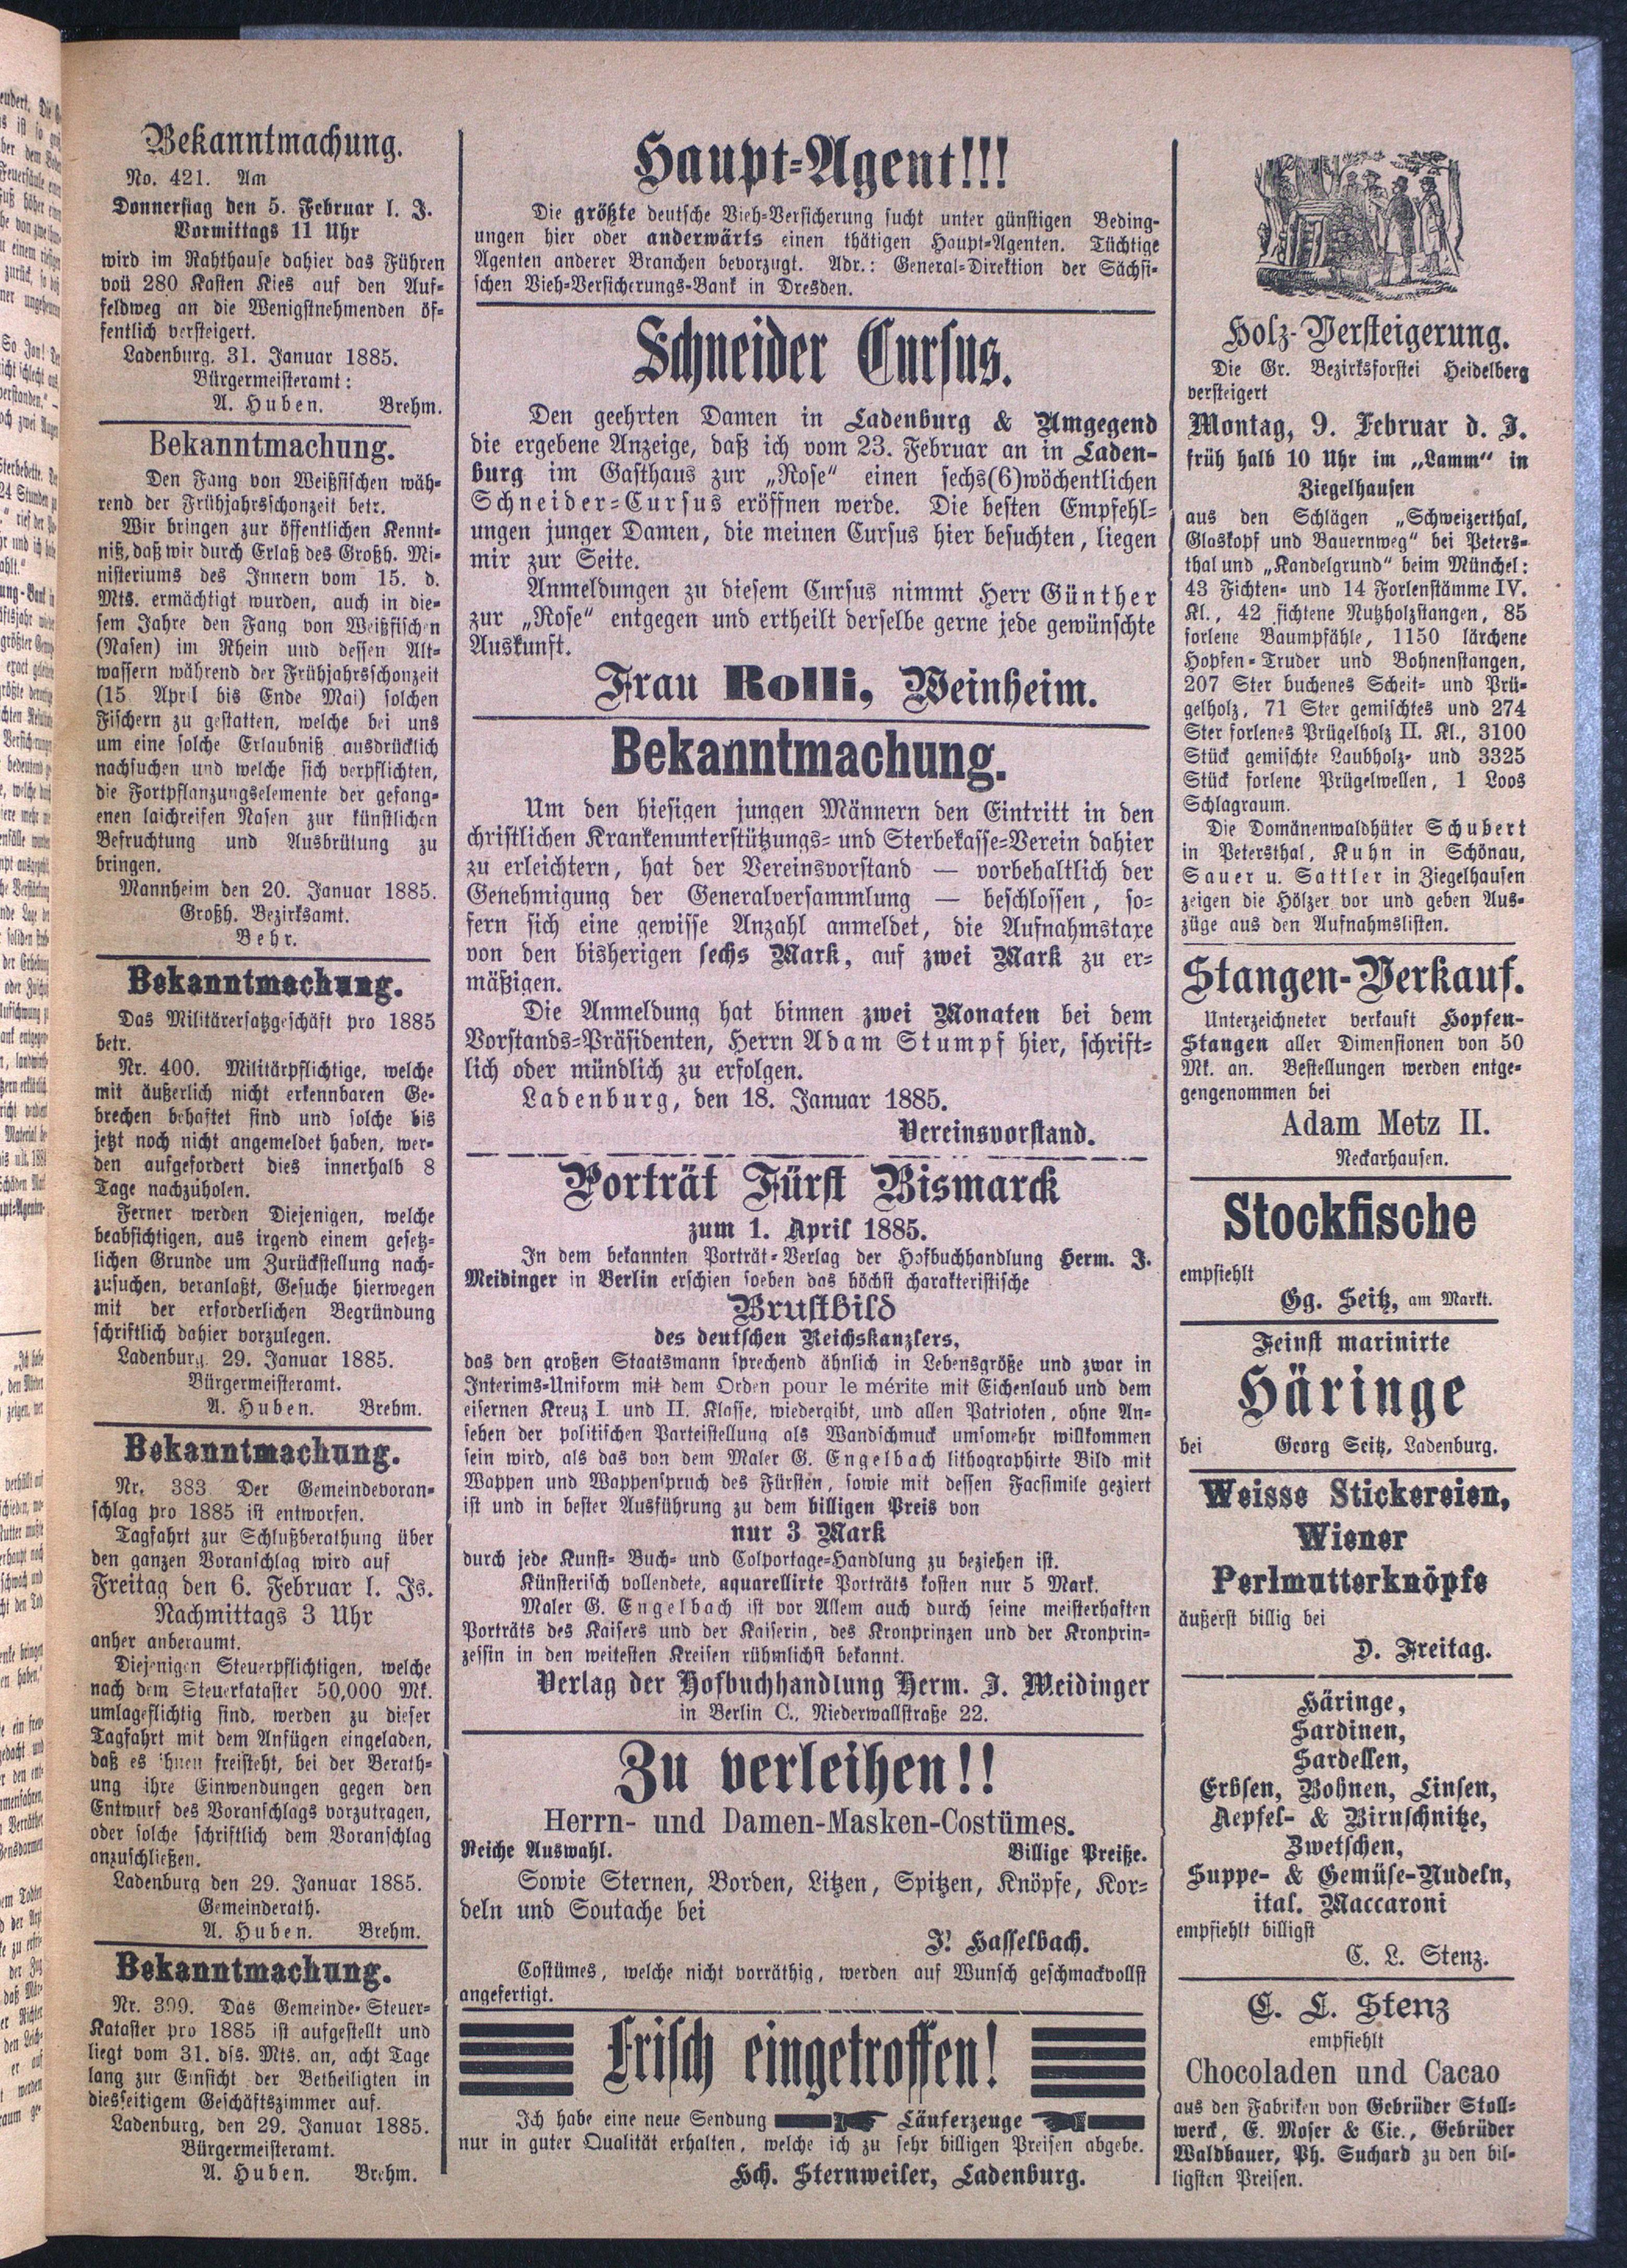 Bekanntmachung.
No. 421. Am
Donnerstag den 5. Februar l. J.
Vormittags 11 Uhr
wird im Rahthause dahier das Führen
voü 280 Kasten Kies auf den Auf-
feldweg an die Wenigstnehmenden öf-
fentlich versteigert.
Ladenburg. 31. Januar 1885.
Bürgermeisteramt:
A. Huben. Brehm.
Bekanntmachung.
Den Fang von Weißfischen wäh-
rend der Frühjahrsschonzeit betr.
Wir bringen zur öffentlichen Kennt-
niß, daß wir durch Erlaß des Großh. Mi-
nisteriums des Innern vom 15. d.
Mts. ermächtigt wurden, auch in die-
sem Jahre den Fang von Weißfischen
(Nasen) im Rhein und dessen Alt-
wassern während der Frühjahrsschonzeit
(15 April bis Ende Mai) solchen
Fischern zu gestatten, welche bei uns
um eine solche Erlaubniß ausdrücklich
nachsuchen und welche sich verpflichten,
die Fortpflanzungselemente der gefang-
enen laichreifen Nasen zur künstlichen
Befruchtung und Ausbrütung zu
bringen.
Mannheim den 20. Januar 1885.
Großh. Bezirksamt.
Behr.
Bekanntmachung.
Das Militärersatzgeschäft pro 1885
betr.
Nr. 400. Militärpflichtige, welche
mit äußerlich nicht erkennbaren Ge-
brechen behaftet sind und solche bis
jetzt noch nicht angemeldet haben, wer-
den aufgefordert dies innerhalb 8
Tage nachzuholen.
Ferner werden Diejenigen, welche
beabsichtigen, aus irgend einem gesetz-
lichen Grunde um Zurückstellung nach-
zusuchen, veranlaßt, Gesuche hierwegen
mit der erforderlichen Begründung
schriftlich dahier vorzulegen.
Ladenburg 29. Januar 1885.
Bürgermeisteramt.
A. Huben. Brehm.
Bekanntmachung.
Nr. 383 Der Gemeindevoran-
schlag pro 1885 ist entworfen.
Tagfahrt zur Schlußberathung über
den ganzen Voranschlag wird auf
Freitag den 6. Februar l. Js.
Nachmittags 3 Uhr
anher anberaumt.
Diejenigen Steuerpflichtigen, welche
nach dem Steuerkataster 50,000 Mk.
umlageflichtig sind, werden zu dieser
Tagfahrt mit dem Anfügen eingeladen,
daß es ihnen freisteht, bei der Berath-
ung ihre Einwendungen gegen den
Entwurf des Voranschlags vorzutragen,
oder solche schriftlich dem Voranschlag
anzuschließen.
Ladenburg den 29. Januar 1885.
Gemeinderath.
A. Huben. Brehm.
Bekanntmachung.
Nr. 399. Das Gemeinde-Steuer-
Kataster pro 1885 ist aufgestellt und
liegt vom 31. dss. Mts. an, acht Tage
lang zur Einsicht der Betheiligten in
diesseitigem Geschäftszimmer auf.
Ladenburg, den 29. Januar 1885.
Bürgermeisteramt.
A. Huben. Brehm.
Haupt-Agent!!!
Die größte deutsche Vieh-Versicherung sucht unter günstigen Beding-
ungen hier oder anderwärts einen thätigen Haupt-Agenten. Tüchtige
Agenten anderer Branchen bevorzugt. Adr.: General-Direktion der Sächsi-
schen Vieh-Versicherungs-Bank in Dresden.
Schneider Cursus.
Den geehrten Damen in Ladenburg & Umgegend
die ergebene Anzeige, daß ich vom 23. Februar an in Laden-
burg im Gasthaus zur „Rose“ einen sechs(6)wöchentlichen
Schneider-Cursus eröffnen werde. Die besten Empfehl-
ungen junger Damen, die meinen Cursus hier besuchten, liegen
mir zur Seite.
Anmeldungen zu diesem Cursus nimmt Herr Günther
zur „Rose“ entgegen und ertheilt derselbe gerne jede gewünschte
Auskunft.
Frau Rolli, Weinheim.
Bekanntmachung.
Um den hiesigen jungen Männern den Eintritt in den
christlichen Krankenunterstützungs- und Sterbekasse-Verein dahier
zu erleichtern, hat der Vereinsvorstand — vorbehaltlich der
Genehmigung der Generalversammlung — beschlossen, so-
fern sich eine gewisse Anzahl anmeldet, die Aufnahmstaxe
von den bisherigen sechs Mark, auf zwei Mark zu er-
mäßigen.
Die Anmeldung hat binnen zwei Monaten bei dem
Vorstands-Präsidenten, Herrn Adam Stumpf hier, schrift-
lich oder mündlich zu erfolgen.
Ladenburg, den 18. Januar 1885.
Vereinsvorstand.
Porträt Fürst Bismarck
zum 1. April 1885.
In dem bekannten Porträt-Verlag der Hofbuchhandlung Herm. J.
Meidinger in Berlin erschien soeben das höchst charakteristische
Brustbild
des deutschen Reichskanzlers,
das den großen Staatsmann sprechend ähnlich in Lebensgröße und zwar in
Interims-Uniform mit dem Orden pour le mérite mit Eichenlaub und dem
eisernen Kreuz I. und II. Klasse, wiedergibt, und allen Patrioten, ohne An-
sehen der politischen Parteistellung als Wandschmuck umsomehr willkommen
sein wird, als das von dem Maler G. Engelbach lithographirte Bild mit
Wappen und Wappenspruch des Fürsten, sowie mit dessen Facsimile geziert
ist und in bester Ausführung zu dem billigen Preis von
nur 3 Mark
durch jede Kunst- Buch- und Colportage-Handlung zu beziehen ist.
Künsterisch vollendete, aquarellirte Porträts kosten nur 5 Mark.
Maler G. Engelbach ist vor Allem auch durch seine meisterhaften
Porträts des Kaisers und der Kaiserin, des Kronprinzen und der Kronprin-
zessin in den weitesten Kreisen rühmlichst bekannt.
Verlag der Hofbuchhandlung Herm. J. Meidinger
in Berlin C., Niederwallstraße 22.
Zu verleihen!!
Herrn- und Damen-Masken-Costümes.
Reiche Auswahl. Billige Preiße.
Sowie Sternen, Borden, Litzen, Spitzen, Knöpfe, Kor-
deln und Soutache bei
J. Hasselbach.
Costümes, welche nicht vorräthig, werden auf Wunsch geschmackvollst
angefertigt.
Frisch eingetroffen!
Ich habe eine neue Sendung Läuferzeuge
nur in guter Qualität erhalten, welche ich zu sehr billigen Preisen abgebe.
Hch. Sternweiler, Ladenburg.
Holz-Versteigerung.
Die Gr. Bezirksforstei Heidelberg
versteigert
Montag, 9. Februar d. J.
früh halb 10 Uhr im „Lamm“ in
Ziegelhausen
aus den Schlägen „Schweizerthal,
Glaskopf und Bauernweg“ bei Peters-
thal und „Kandelgrund“ beim Münchel:
43 Fichten- und 14 Forlenstämme IV.
Kl., 42 fichtene Nutzholzstangen, 85
forlene Baumpfähle, 1150 lärchene
Hopfen-Truder und Bohnenstangen,
207 Ster buchenes Scheit- und Prü-
gelholz, 71 Ster gemischtes und 274
Ster forlenes Prügelholz II. Kl., 3100
Stück gemischte Laubholz- und 3325
Stück forlene Prügelwellen, 1 Loos
Schlagraum.
Die Domänenwaldhüter Schubert
in Petersthal, Kuhn in Schönau,
Sauer u. Sattler in Ziegelhausen
zeigen die Hölzer vor und geben Aus-
züge aus den Aufnahmslisten.
Stangen-Verkauf.
Unterzeichneter verkauft Hopfen-
Stangen aller Dimensionen von 50
Mk. an. Bestellungen werden entge-
gengenommen bei
Adam Metz II.
Neckarhausen.
Stockfische
empfiehlt
Gg. Seitz, am Markt.
Feinst marinirte
Häringe
bei Georg Seitz, Ladenburg.
Weisse Stickereien,
Wiener
Perlmutterknöpfe
äußerst billig bei
D. Freitag.
Häringe,
Sardinen,
Sardellen,
Erbsen, Bohnen, Linsen,
Aepfel- & Birnschnitze,
Zwetschen,
Suppe- & Gemüse-Nudeln,
ital. Maccaroni
empfiehlt billigst
C. L. Stenz.
C. L. Stenz
empfiehlt
Chocoladen und Cacao
aus den Fabriken von Gebrüder Stoll-
werck, E. Moser & Cie., Gebrüder
Waldbauer, Ph. Suchard zu den bil-
ligsten Preisen.